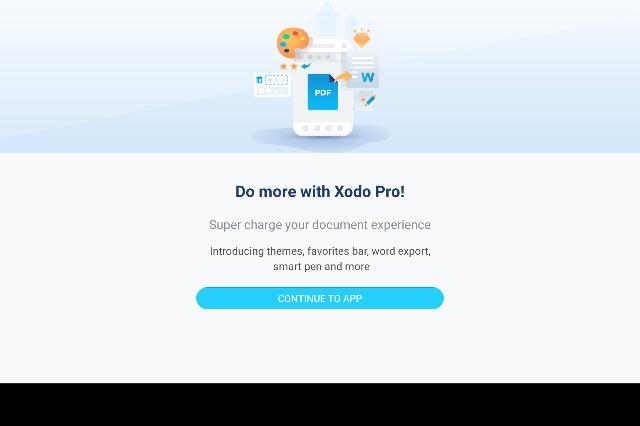 W
PDF
Do more with Xodo Pro!
Super charge your document experience
Introducing themes, favorites bar, word export,
smart pen and more
CONTINUE TO APP